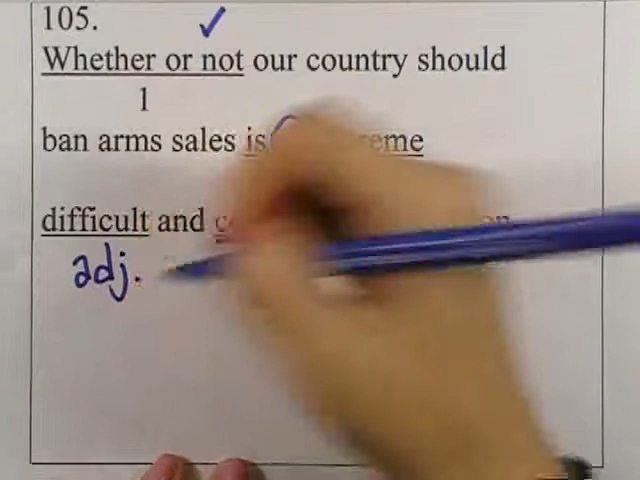 105.
✓
Whether or not our country should
1
ban arms sales is
difficult and
adj.